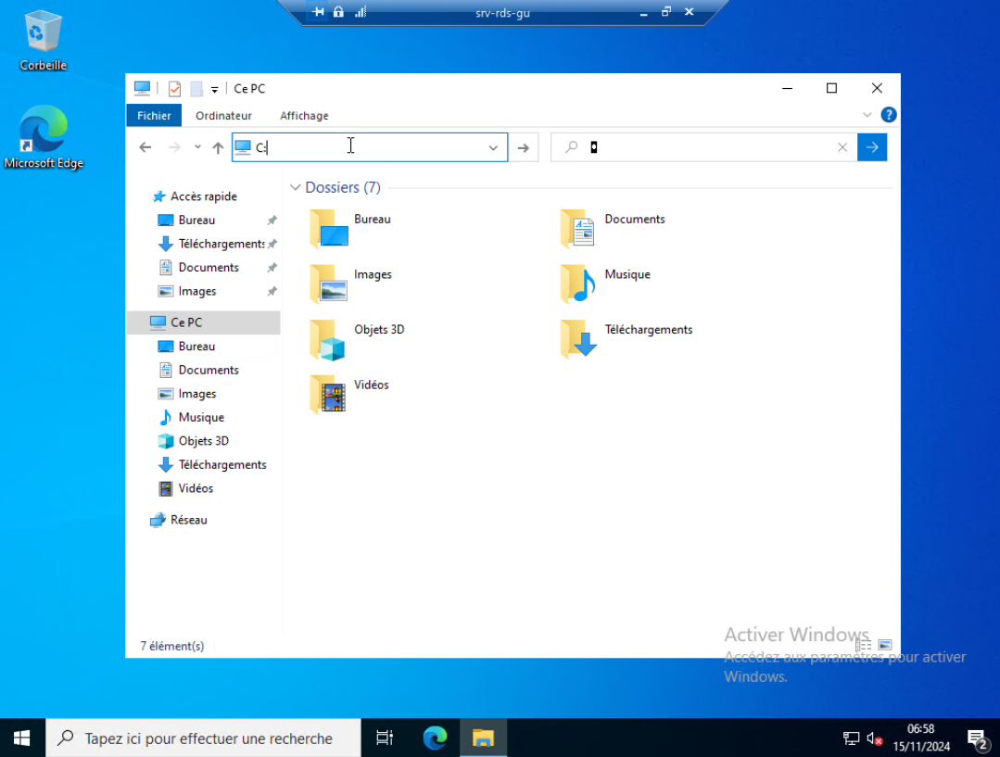 srv-rds-gu
Corbeille
Microsoft Edge
Ce PC
Fichier
Ordinateur
Affichage
C:
Accès rapide
Bureau
Téléchargements
Documents
Images
Ce PC
Bureau
Documents
Images
Musique
Objets 3D
Téléchargements
Vidéos
Réseau
Dossiers (7)
Bureau
Documents
Images
Musique
Objets 3D
Téléchargements
Vidéos
7 élément(s)
Activer Windows
Accédez aux paramètres pour activer
Windows.
Tapez ici pour effectuer une recherche
06:58
15/11/2024
2